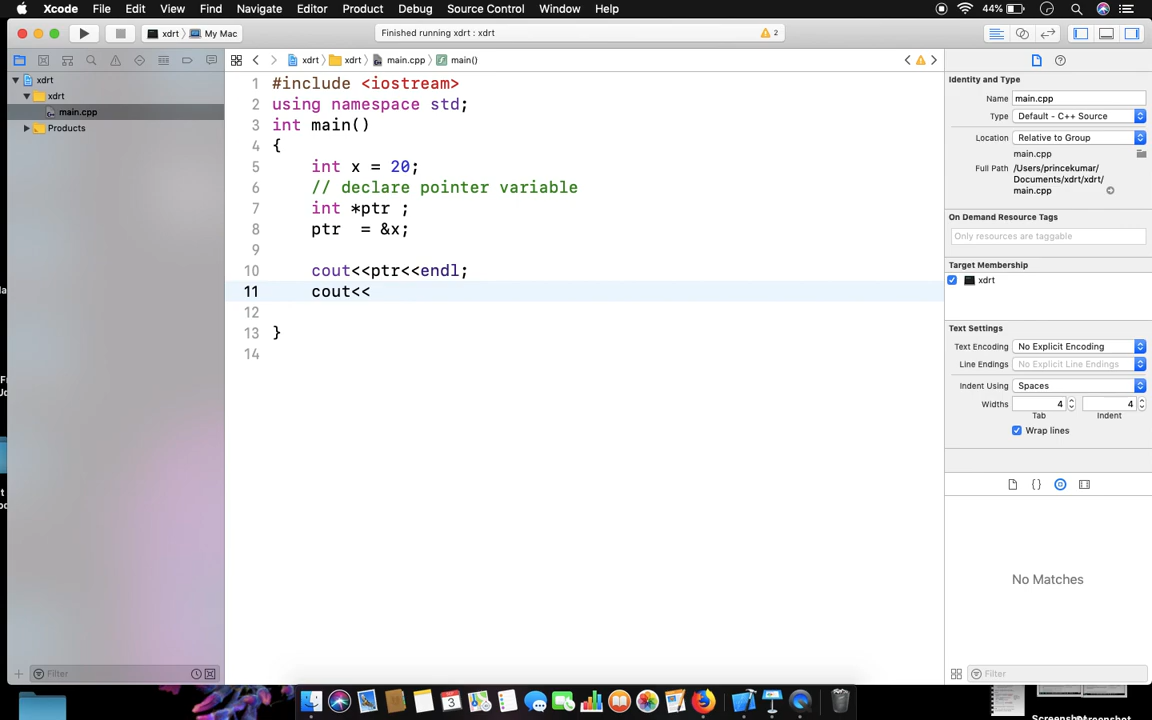 Xcode File Edit View Find Navigate Editor Product Debug Source Control Window Help 44%
xdrt My Mac Finished running xdrt : xdrt 2
xdrt xdrt main.cpp main()
xdrt
xdrt
main.cpp
Products
1 #include <iostream>
2 using namespace std;
3 int main()
4 {
5 int x = 20;
6 // declare pointer variable
7 int *ptr ;
8 ptr = &x;
9
10 cout<<ptr<<endl;
11 cout<<
12
13 }
14
Identity and Type
Name main.cpp
Type Default - C++ Source
Location Relative to Group
main.cpp
Full Path /Users/princekumar/
Documents/xdrt/xdrt/
main.cpp
On Demand Resource Tags
Only resources are taggable
Target Membership
xdrt
Text Settings
Text Encoding No Explicit Encoding
Line Endings No Explicit Line Endings
Indent Using Spaces
Widths 4 4
Tab Indent
Wrap lines
No Matches
Filter
Filter
3